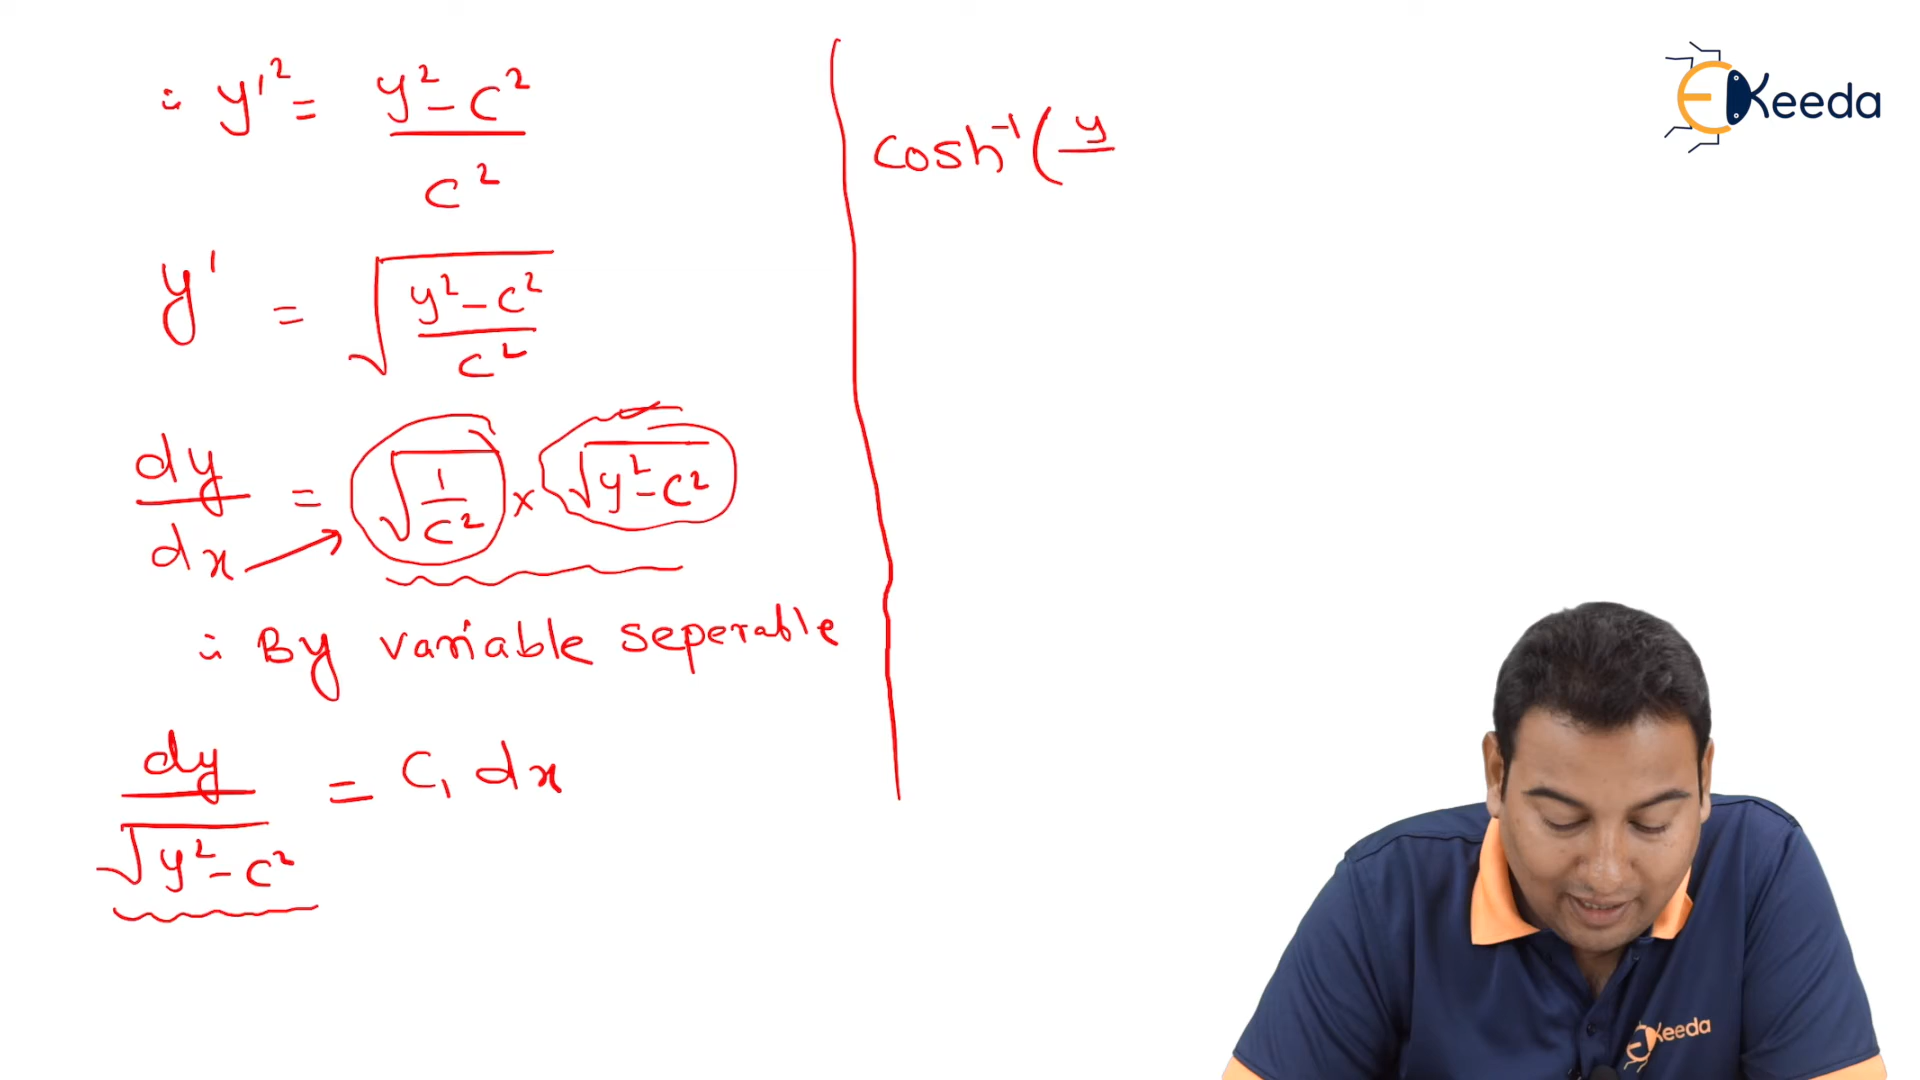 ∴ y'² = y² - c² / c²
y' = √(y² - c² / c²)
dy/dx = √(1/c²) × √(y² - c²)
∴ By variable seperable
dy / √(y² - c²) = C₁ dx
cosh⁻¹ ( y
EKeeda
EKeeda